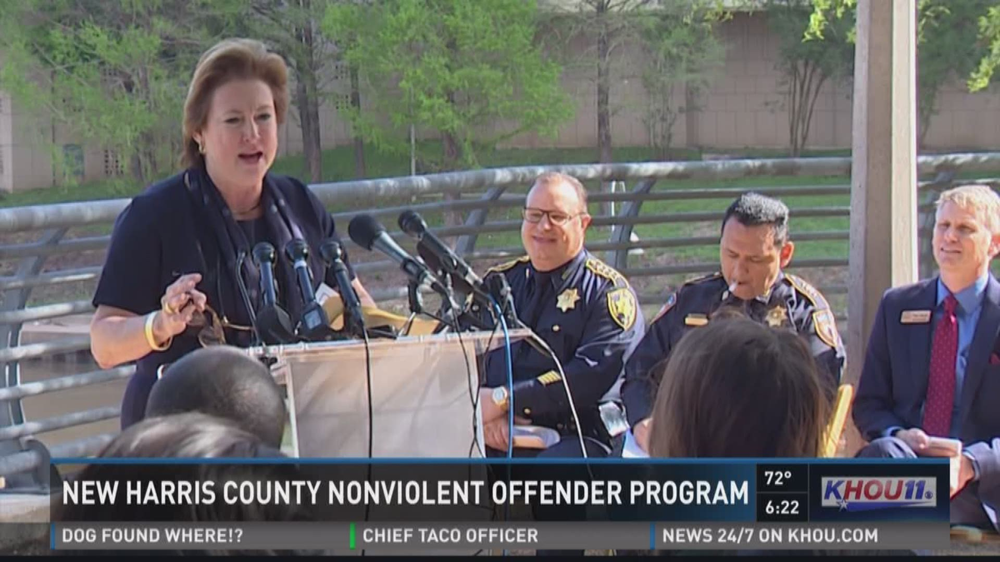 NEW HARRIS COUNTY NONVIOLENT OFFENDER PROGRAM
72°
6:22
KHOU11
DOG FOUND WHERE!?
CHIEF TACO OFFICER
NEWS 24/7 ON KHOU.COM